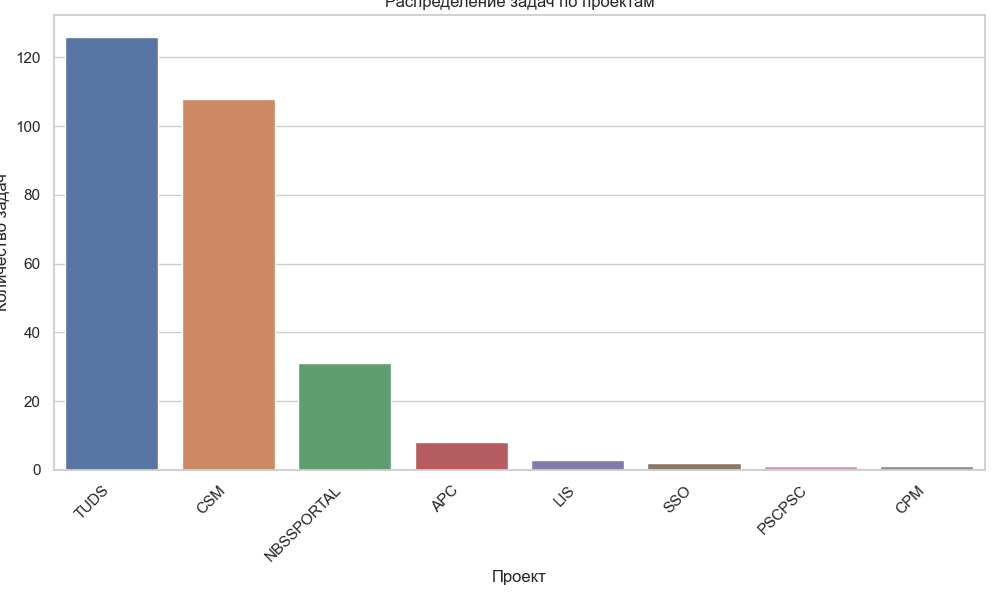 Распределение задач по проектам
Количество задач
120
100
80
60
40
20
0
TUDS
CSM
NBSSPORTAL
APC
LIS
SSO
PSCPSC
CPM
Проект